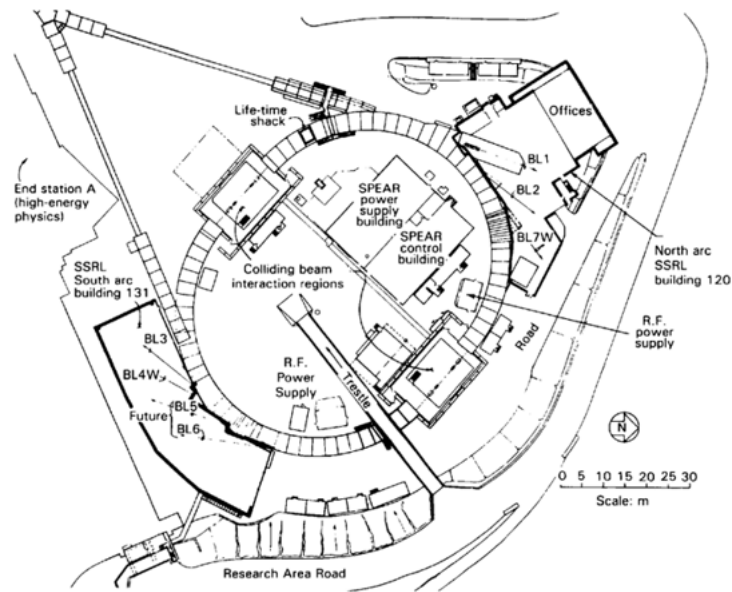 Life-time
shack
Offices
BL1
BL2
BL7W
End station A
(high-energy
physics)
SPEAR
power
supply
building
SPEAR
control
building
North arc
SSRL
building 120
SSRL
South arc
building 131
Colliding beam
interaction regions
R.F.
power
supply
Road
BL3
BL4W
BL5
Future
BL6
R.F.
Power
Supply
Trestle
N
0 5 10 15 20 25 30
Scale: m
Research Area Road